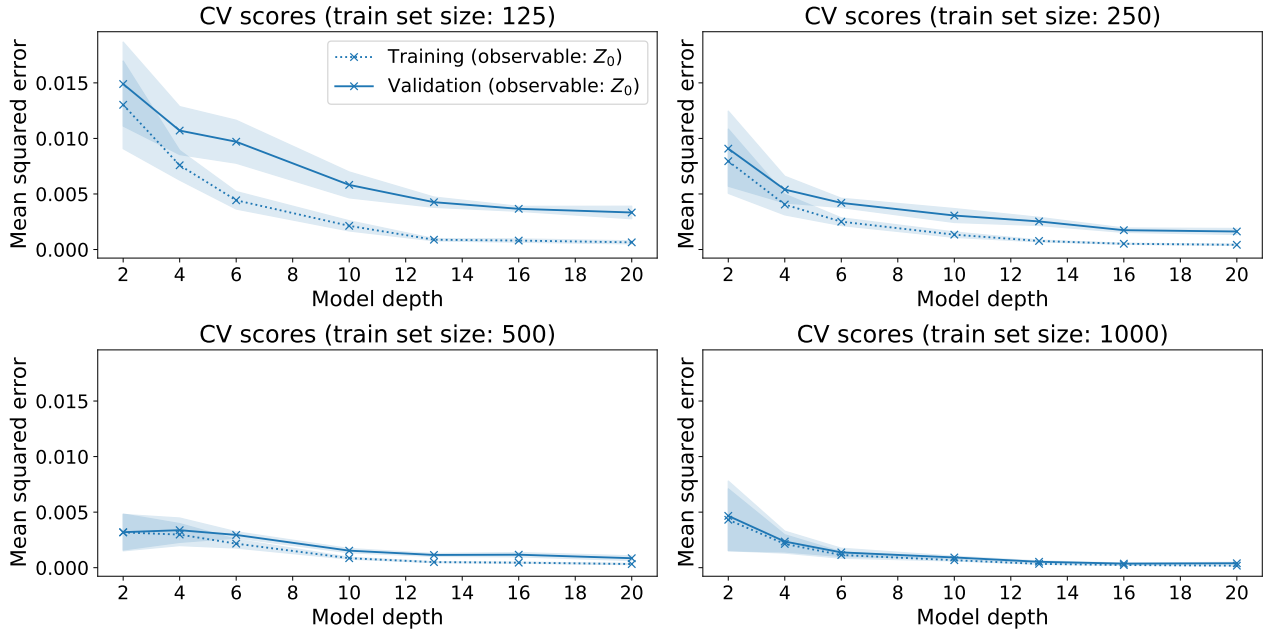 CV scores (train set size: 125)
Mean squared error
0.015
0.010
0.005
0.000
Training (observable: Z₀)
Validation (observable: Z₀)
2 4 6 8 10 12 14 16 18 20
Model depth
CV scores (train set size: 250)
Mean squared error
2 4 6 8 10 12 14 16 18 20
Model depth
CV scores (train set size: 500)
Mean squared error
0.015
0.010
0.005
0.000
2 4 6 8 10 12 14 16 18 20
Model depth
CV scores (train set size: 1000)
Mean squared error
2 4 6 8 10 12 14 16 18 20
Model depth